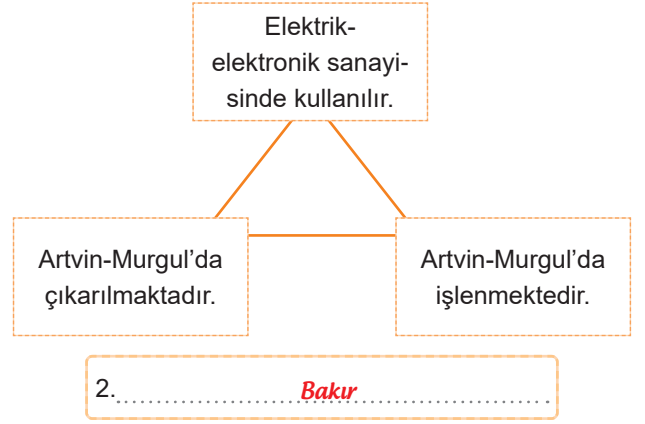 Elektrik-
elektronik sanayi-
sinde kullanılır.
Artvin-Murgul’da
çıkarılmaktadır.
Artvin-Murgul’da
işlenmektedir.
2. Bakır